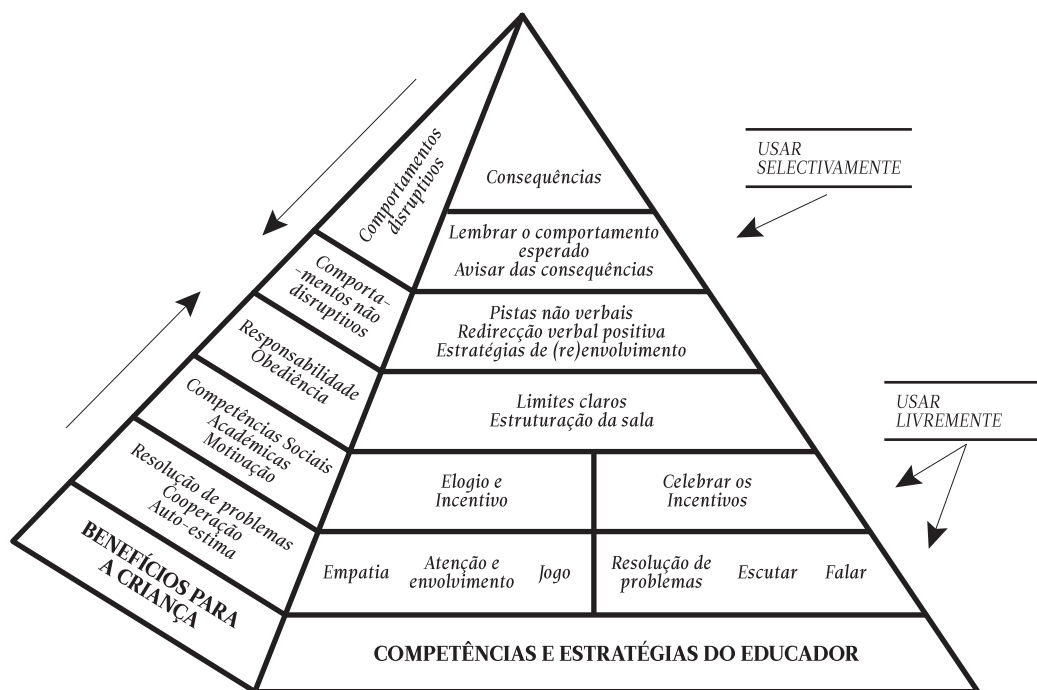 Comportamentos
disruptivos
Comporta-
-mentos não
disruptivos
Responsabilidade
Obediência
Competências Sociais
Académicas
Motivação
Resolução de problemas
Cooperação
Auto-estima
BENEFÍCIOS PARA
A CRIANÇA
Consequências
Lembrar o comportamento
esperado
Avisar das consequências
Pistas não verbais
Redirecção verbal positiva
Estratégias de (re)envolvimento
Limites claros
Estruturação da sala
Elogio e
Incentivo
Celebrar os
Incentivos
Empatia
Atenção e
envolvimento
Jogo
Resolução de
problemas
Escutar
Falar
COMPETÊNCIAS E ESTRATÉGIAS DO EDUCADOR
USAR
SELECTIVAMENTE
USAR
LIVREMENTE